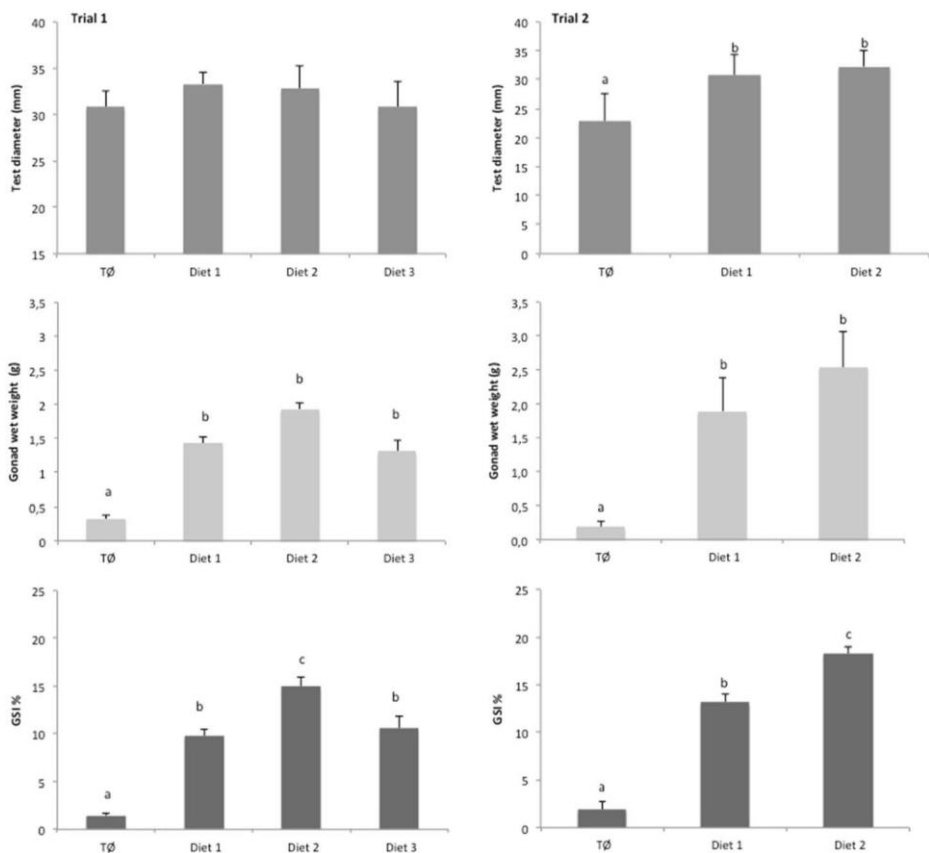 Trial 1
Test diameter (mm)
40
35
30
25
20
15
TØ Diet 1 Diet 2 Diet 3
Trial 2
Test diameter (mm)
40
35
30
25
20
15
10
5
0
a b b
TØ Diet 1 Diet 2
Gonad wet weight (g)
3,5
3
2,5
2
1,5
1
0,5
0
a b b b
TØ Diet 1 Diet 2 Diet 3
Gonad wet weight (g)
3,5
3,0
2,5
2,0
1,5
1,0
0,5
0,0
a b b
TØ Diet 1 Diet 2
GSI %
25
20
15
10
5
0
a b c b
TØ Diet 1 Diet 2 Diet 3
GSI %
25
20
15
10
5
0
a b c
TØ Diet 1 Diet 2